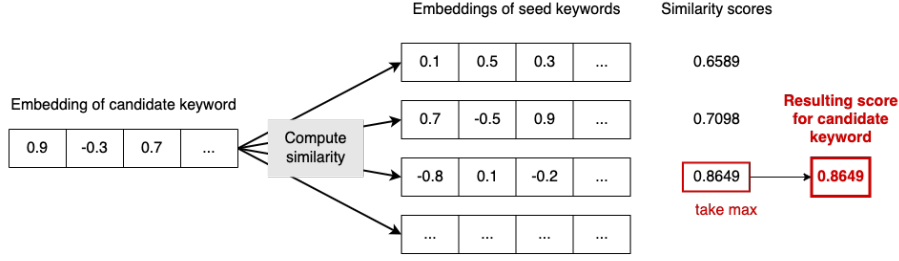 Embeddings of seed keywords
Similarity scores
0.1 0.5 0.3 ...
0.6589
Embedding of candidate keyword
0.9 -0.3 0.7 ...
Compute
similarity
0.7 -0.5 0.9 ...
0.7098
Resulting score
for candidate
keyword
-0.8 0.1 -0.2 ...
0.8649
0.8649
take max
... ... ... ...